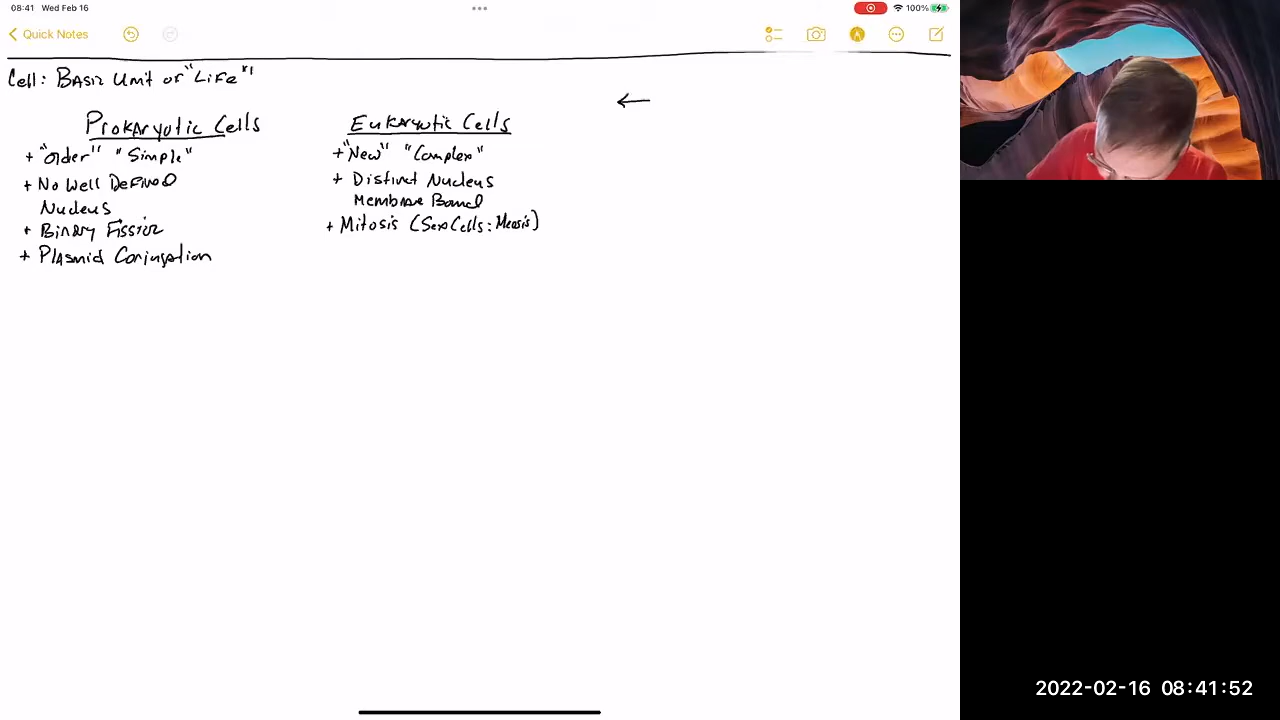 08:41 Wed Feb 16
100%
Quick Notes
Cell: Basic Unit of "Life"
Prokaryotic Cells
+ "Older" "Simple"
+ No Well Defined
Nucleus
+ Binary Fission
+ Plasmid Conjugation
Eukaryotic Cells
+ "New" "Complex"
+ Distinct Nucleus
Membrane Bound
+ Mitosis (Sex Cells: Meosis)
2022-02-16 08:41:52